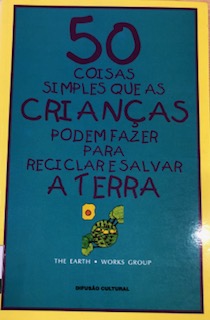 50
COISAS
SIMPLES QUE AS
CRIANÇAS
PODEM FAZER
PARA
RECICLAR E SALVAR
A TERRA
THE EARTH • WORKS GROUP
DIFUSÃO CULTURAL